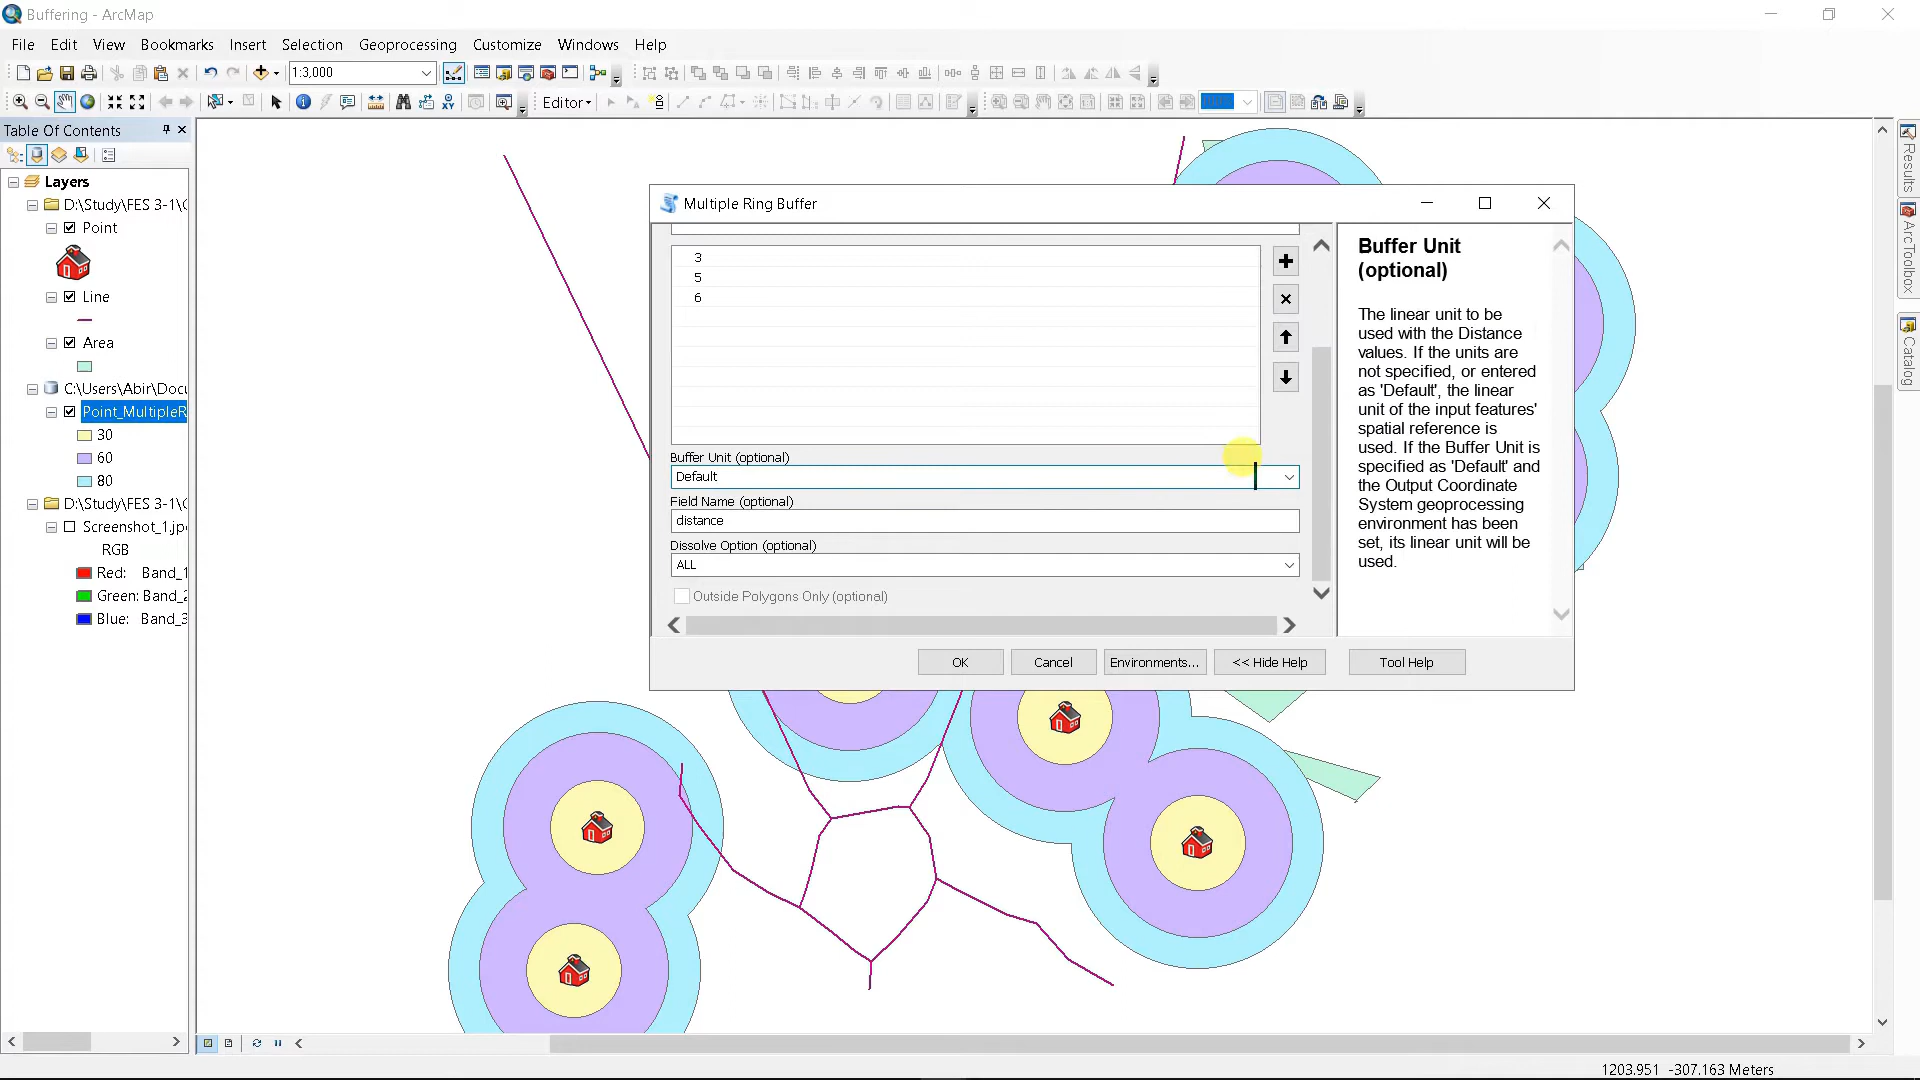 Buffering - ArcMap
File Edit View Bookmarks Insert Selection Geoprocessing Customize Windows Help
1:3,000
Editor
Table Of Contents
Layers
D:\Study\FES 3-1\
Point
Line
Area
C:\Users\Abir\Docu
Point_MultipleR
30
60
80
D:\Study\FES 3-1\
Screenshot_1.jp
RGB
Red: Band_1
Green: Band_2
Blue: Band_3
Multiple Ring Buffer
3
5
6
Buffer Unit (optional)
Default
Field Name (optional)
distance
Dissolve Option (optional)
ALL
Outside Polygons Only (optional)
OK
Cancel
Environments...
<< Hide Help
Tool Help
Buffer Unit
(optional)
The linear unit to be
used with the Distance
values. If the units are
not specified, or entered
as 'Default', the linear
unit of the input features'
spatial reference is
used. If the Buffer Unit is
specified as 'Default' and
the Output Coordinate
System geoprocessing
environment has been
set, its linear unit will be
used.
Results
ArcToolbox
Catalog
1203.951 -307.163 Meters